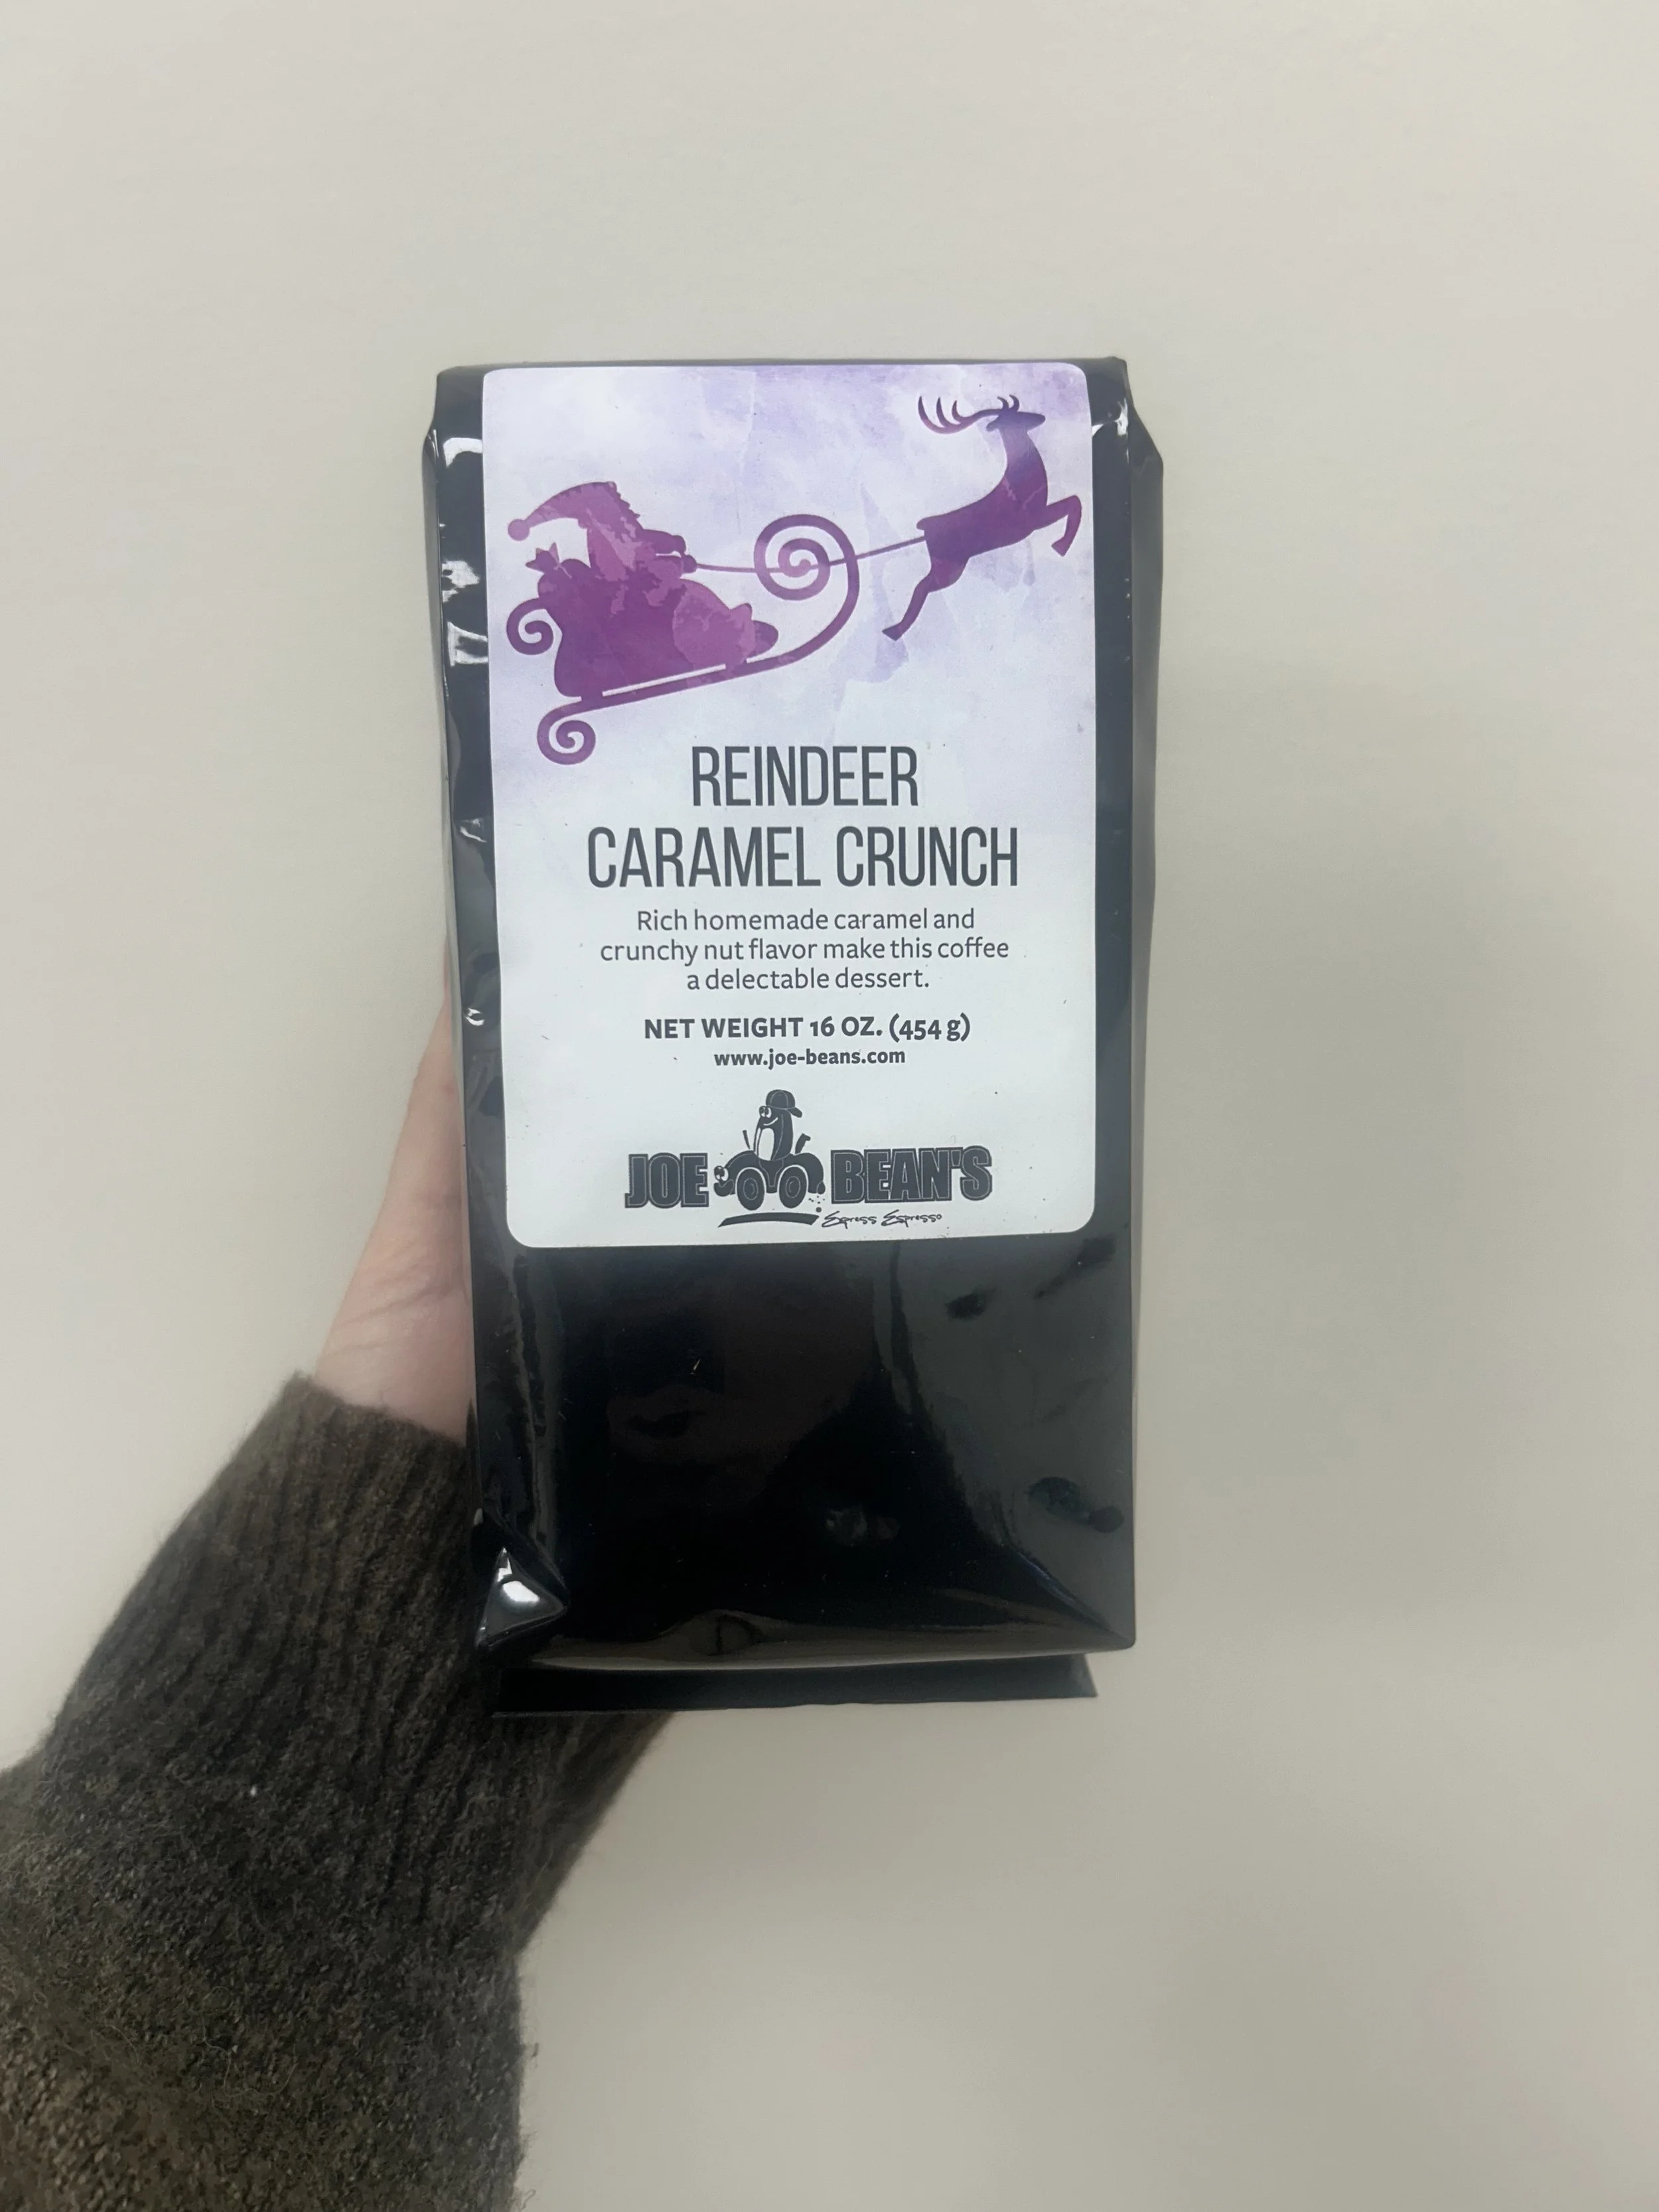 REINDEER
CARAMEL CRUNCH
Rich homemade caramel and
crunchy nut flavor make this coffee
a delectable dessert.
NET WEIGHT 16 OZ. (454 g)
www.joe-beans.com
JOE BEAN'S
Express Espresso